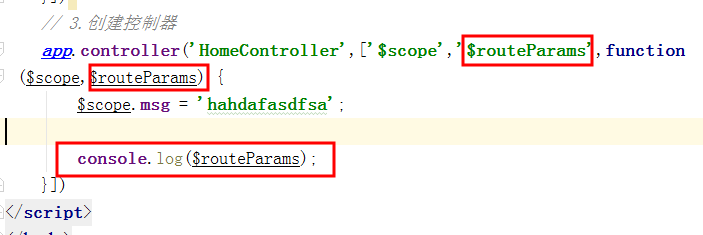 }])
// 3.创建控制器
app.controller('HomeController',['$scope','$routeParams',function
($scope,$routeParams) {
$scope.msg = 'hahdafasdfsa';
console.log($routeParams);
}])
</script>